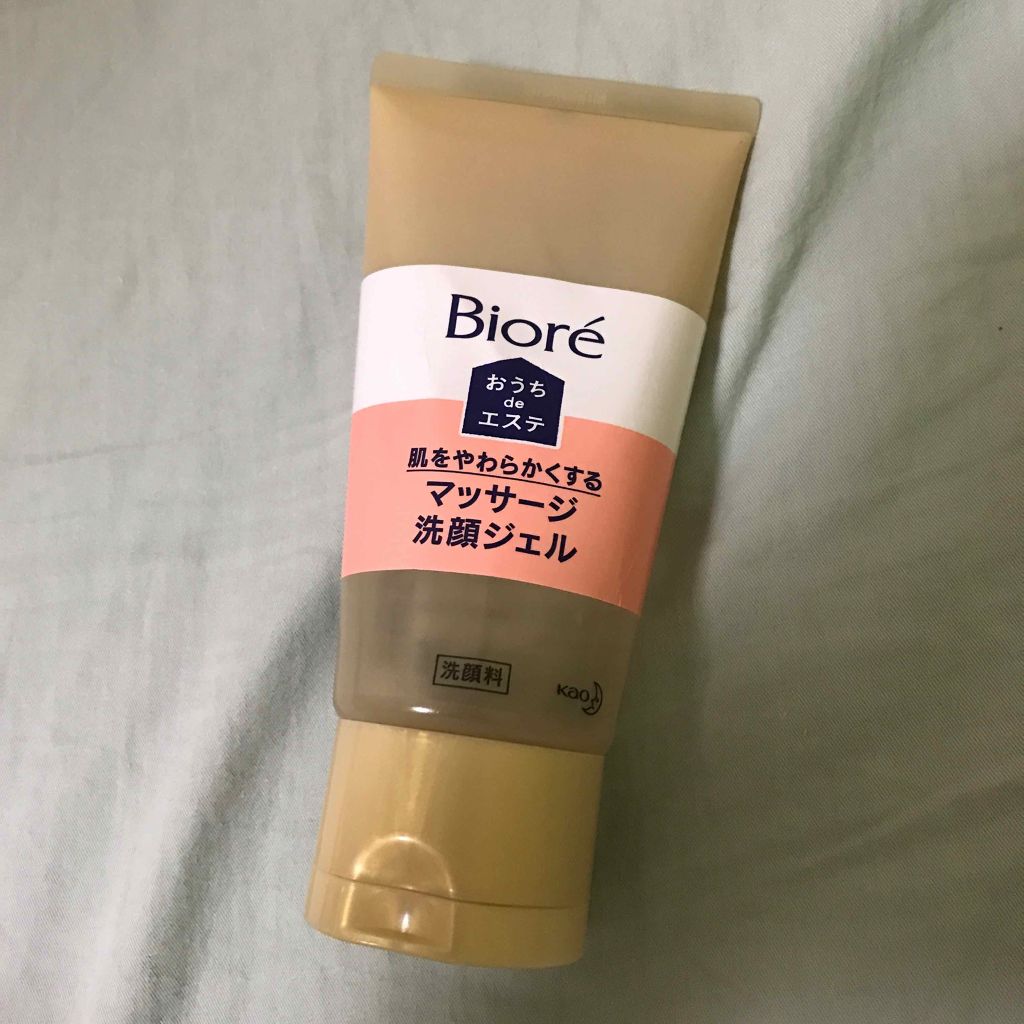 Bioré
おうち
de
エステ
肌をやわらかくする
マッサージ
洗顔ジェル
洗顔料
Kao